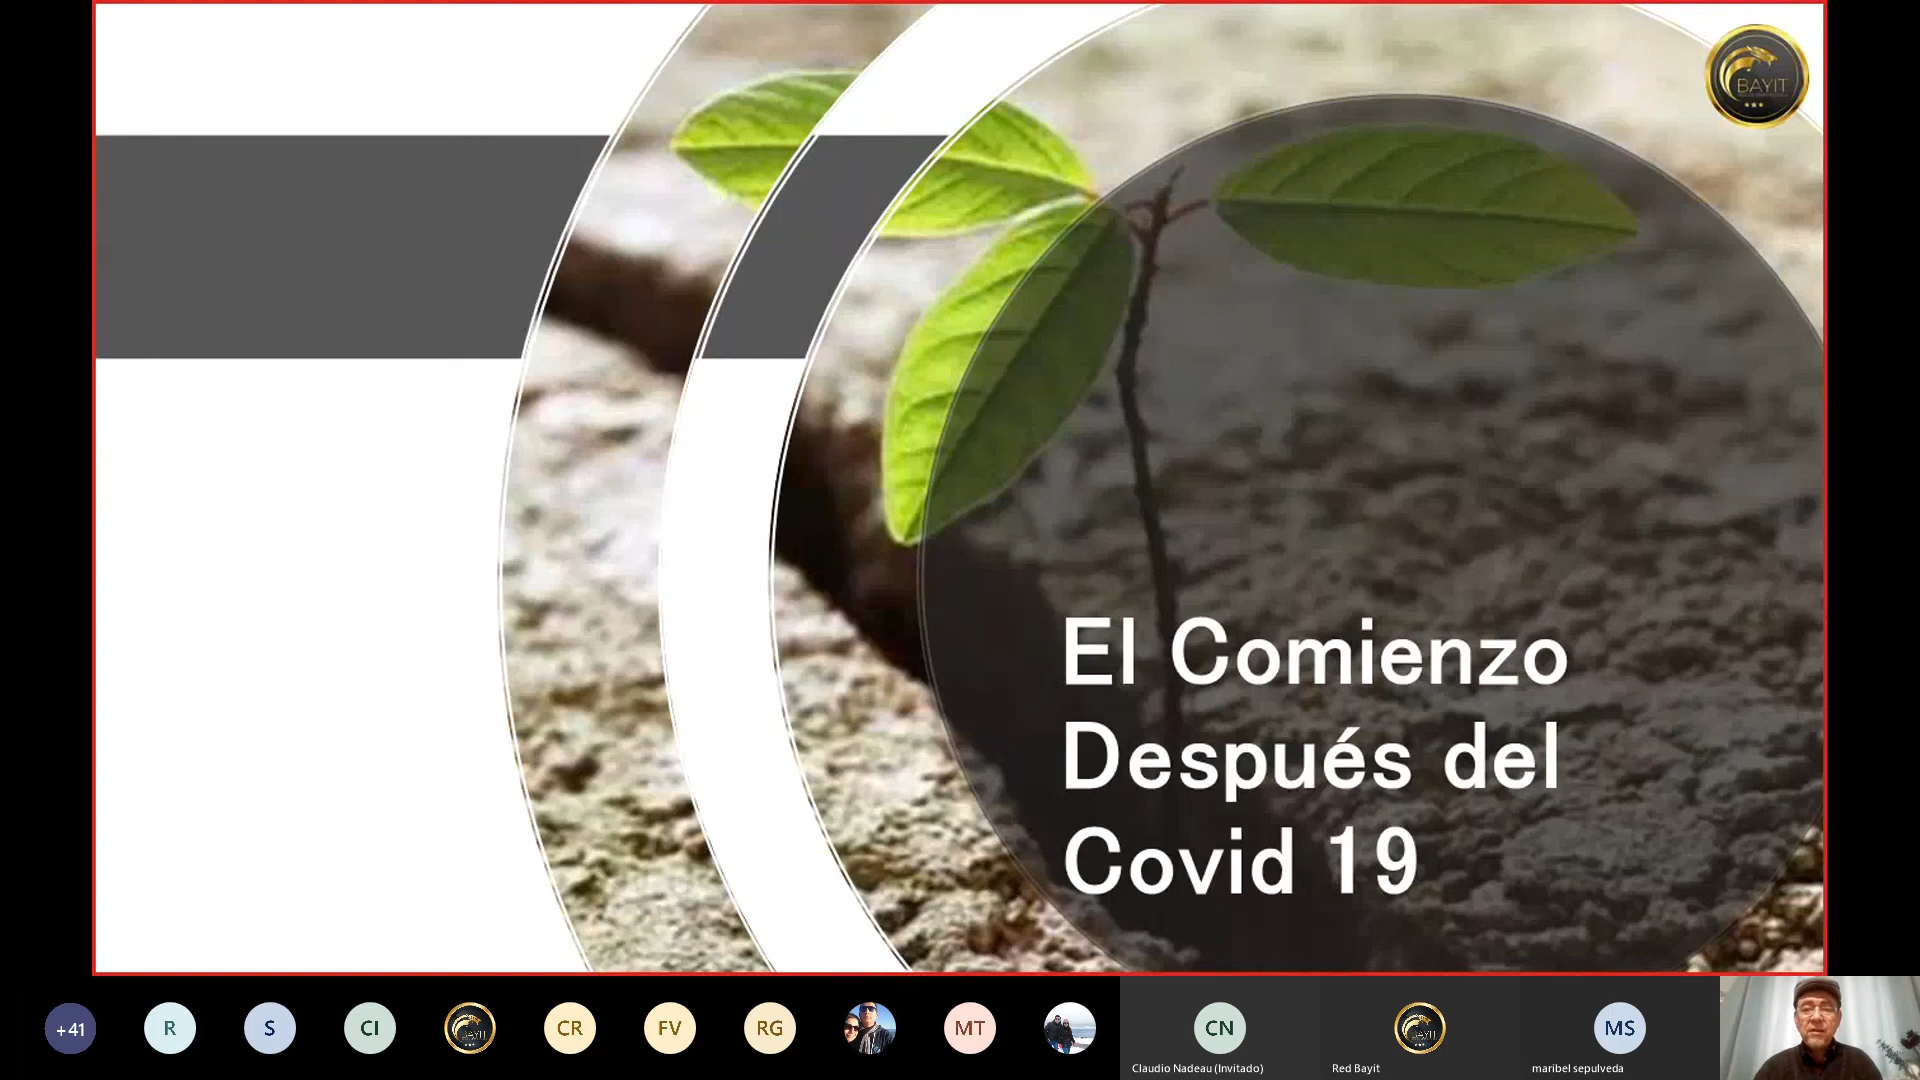 BAYIT
El Comienzo
Después del
Covid 19
+41
R
S
CI
BAYIT
CR
FV
RG
MT
CN
MS
Claudio Nadeau (Invitado)
Red Bayit
maribel sepulveda